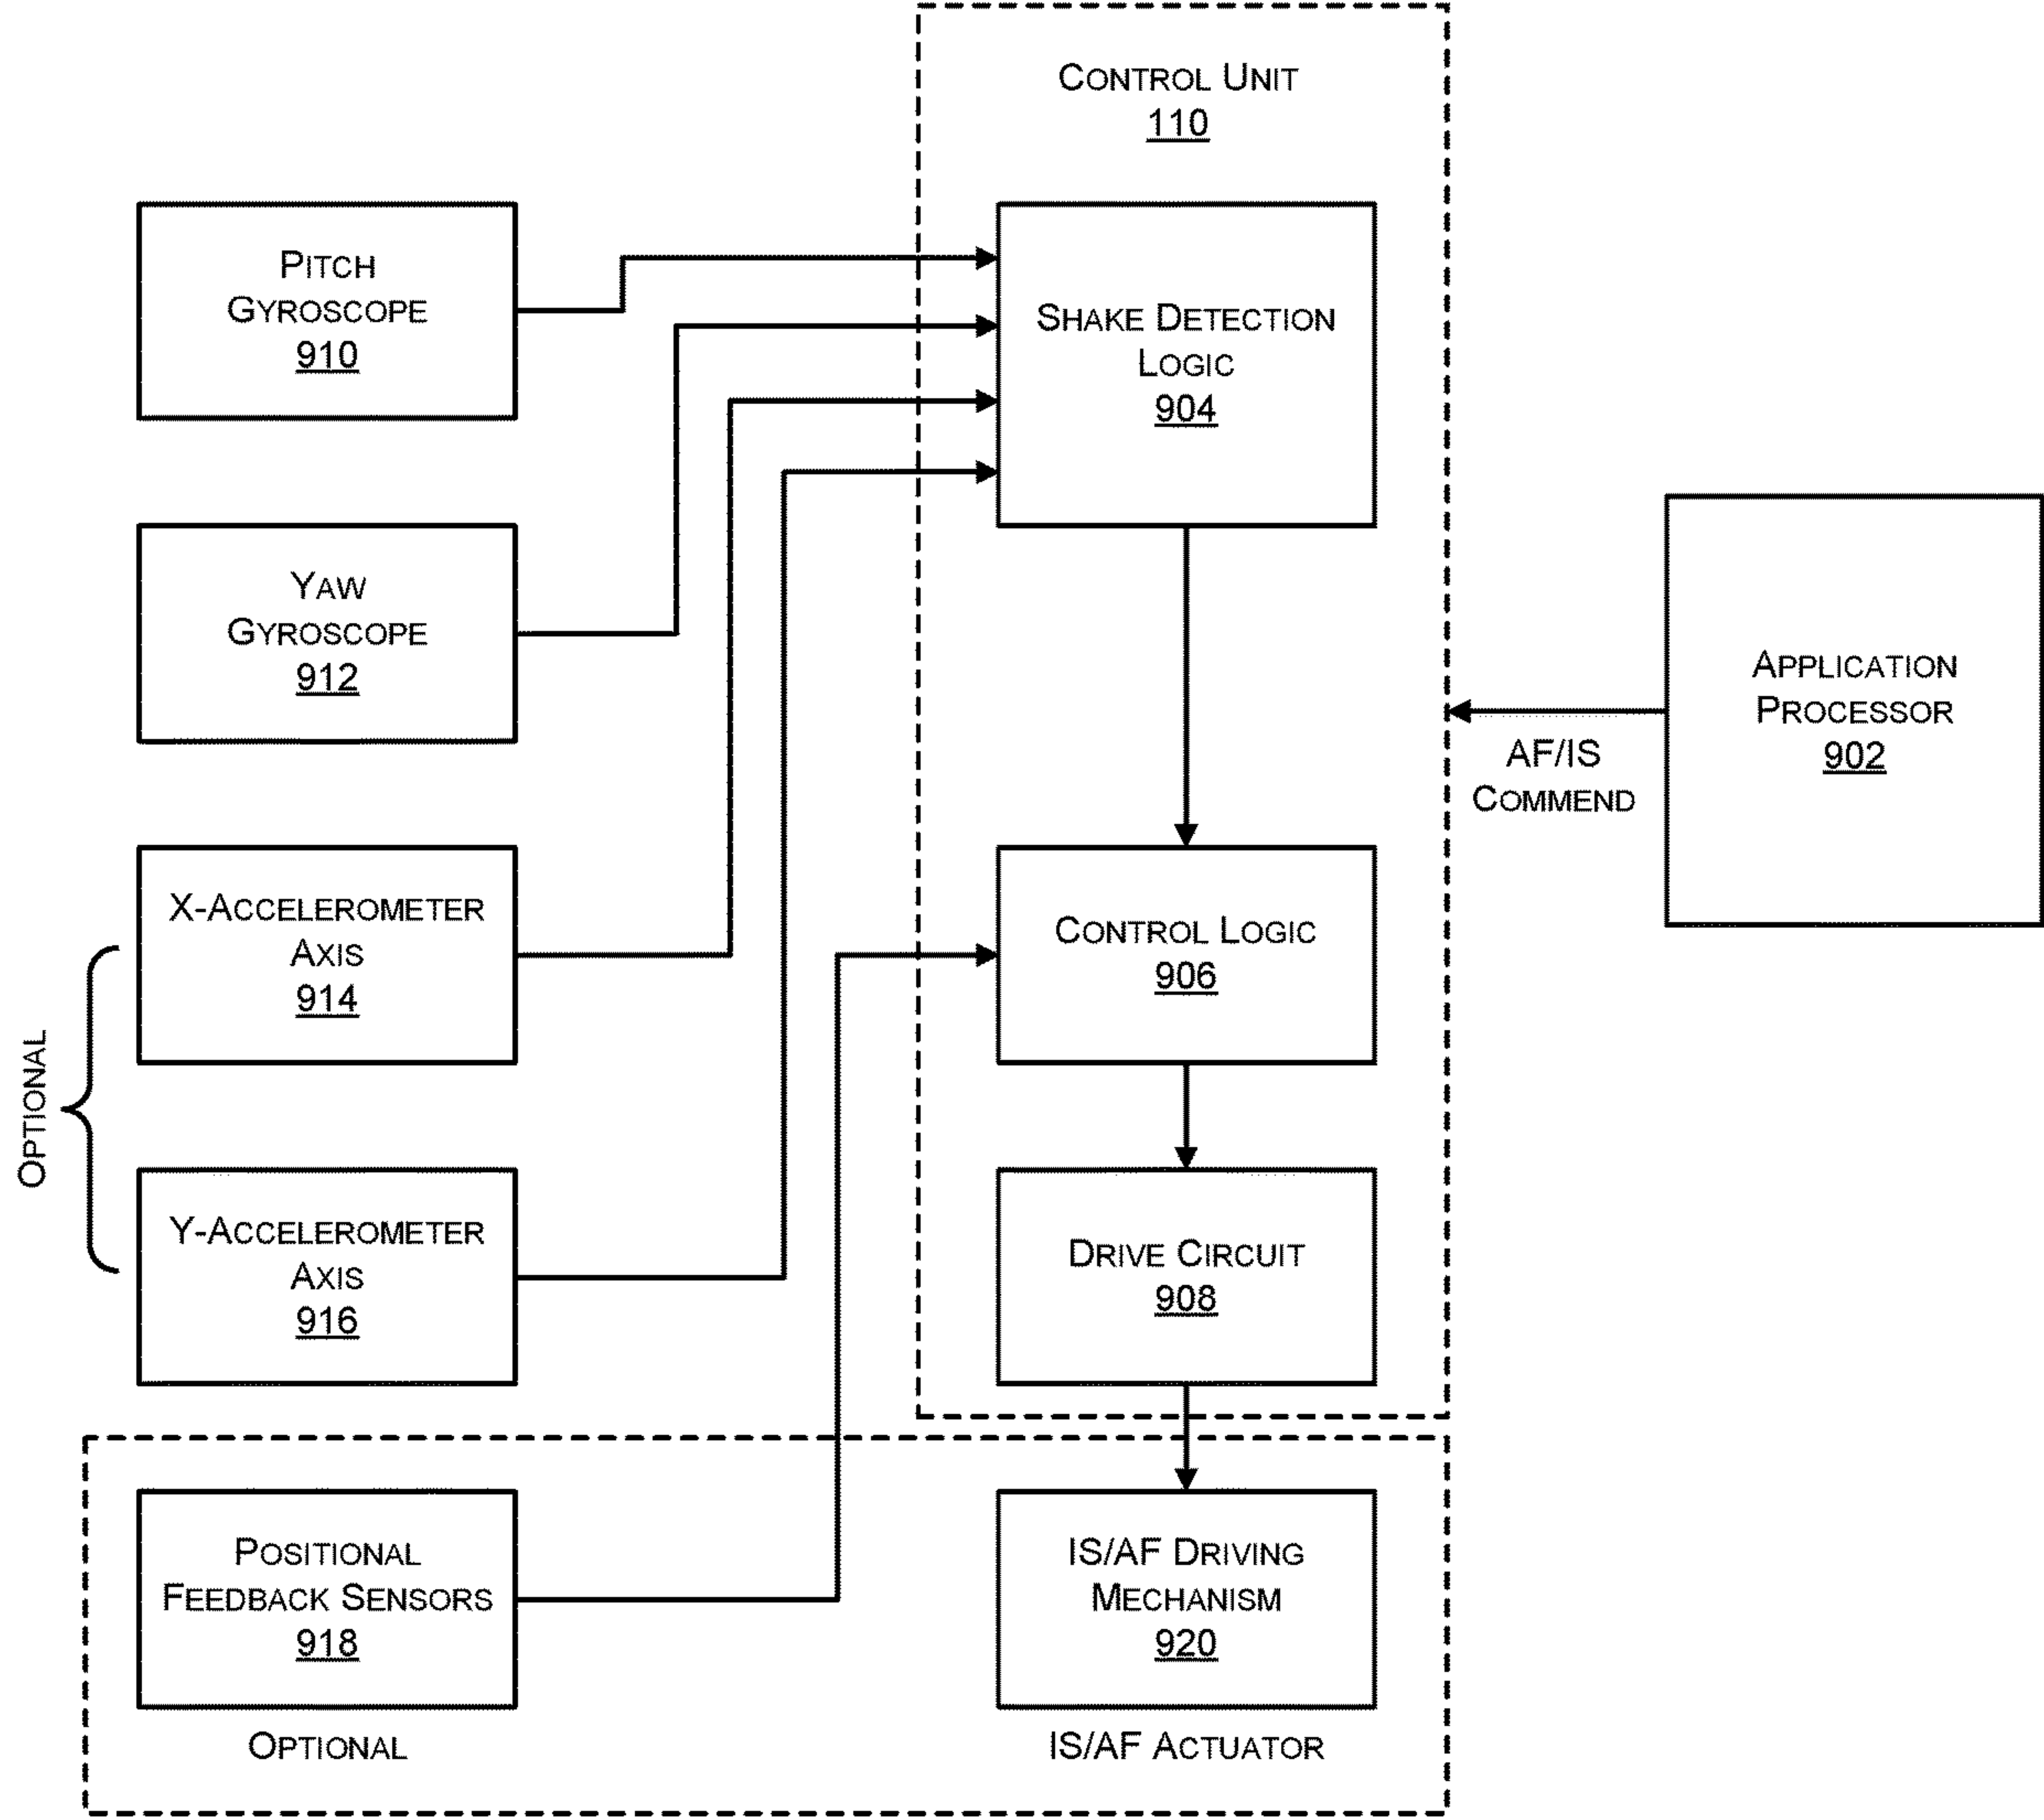 CONTROL UNIT
110
PITCH
GYROSCOPE
910
SHAKE DETECTION
LOGIC
904
YAW
GYROSCOPE
912
APPLICATION
PROCESSOR
902
AF/IS
COMMEND
X-ACCELEROMETER
AXIS
914
CONTROL LOGIC
906
OPTIONAL
Y-ACCELEROMETER
AXIS
916
DRIVE CIRCUIT
908
POSITIONAL
FEEDBACK SENSORS
918
IS/AF DRIVING
MECHANISM
920
OPTIONAL
IS/AF ACTUATOR